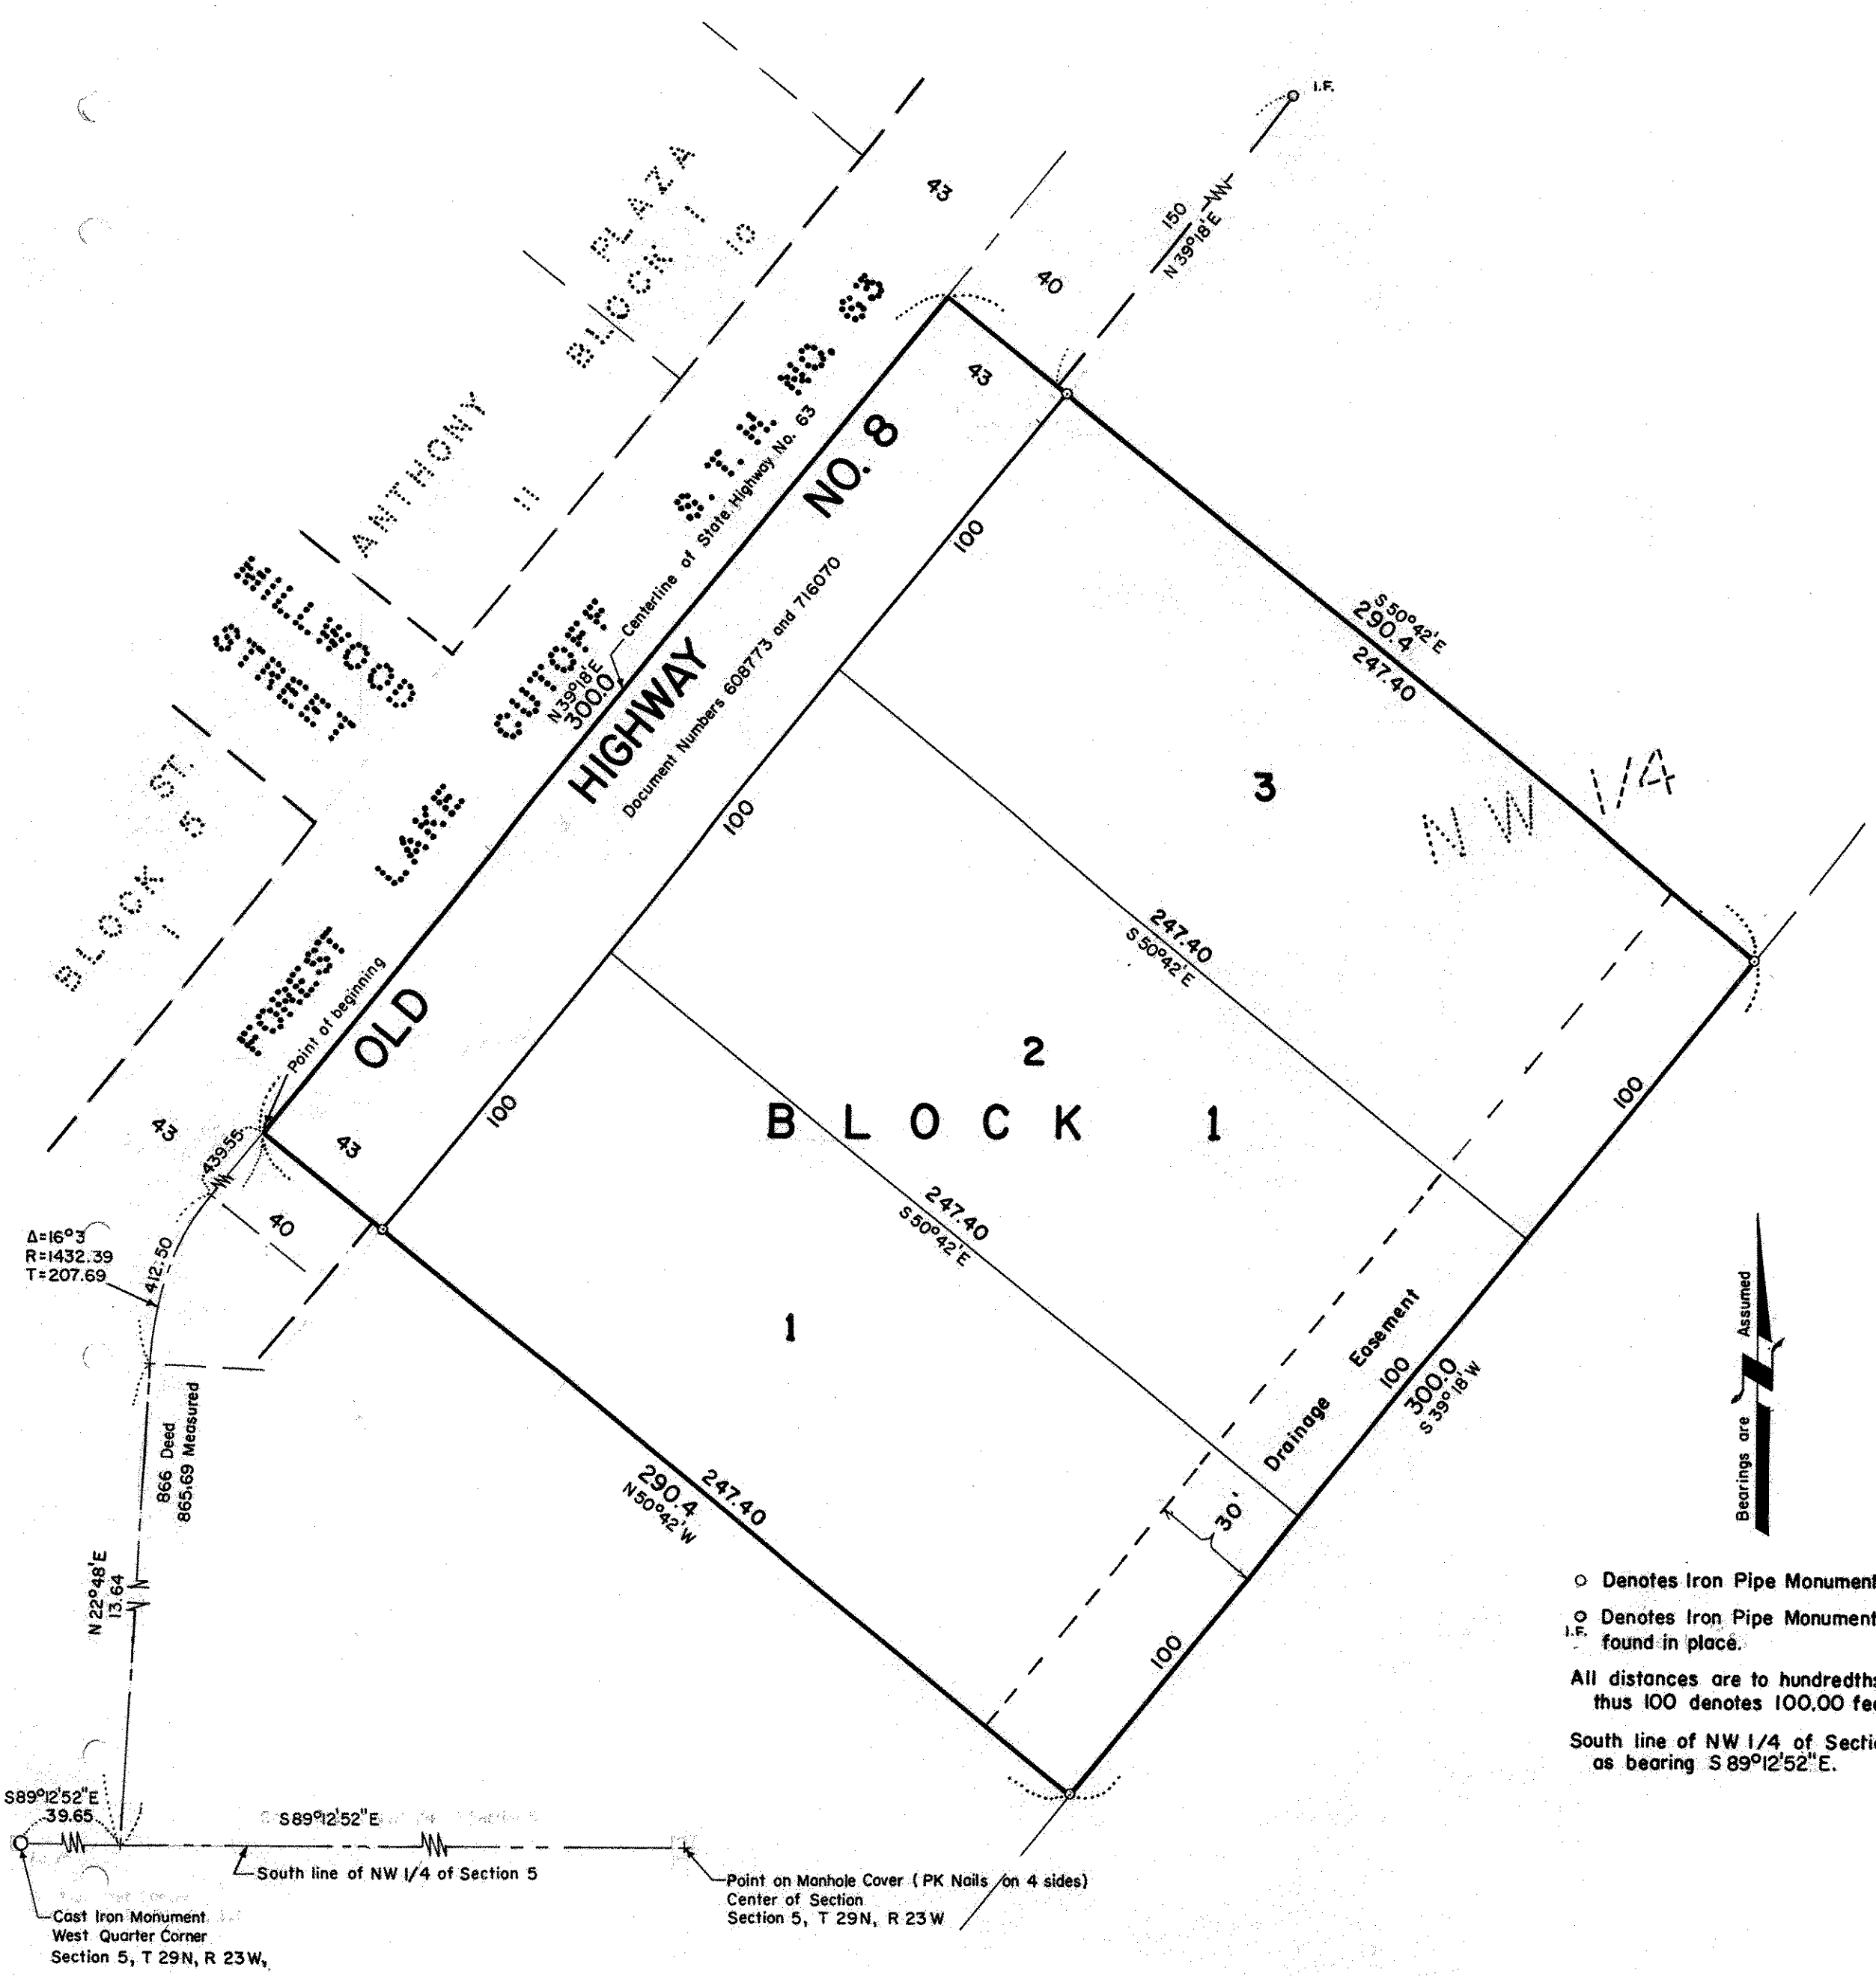 I.F.
150
N 39°18'E
43
40
PLAZA
BLOCK 1
10
ANTHONY
11
S.T.H. NO. 63
Centerline of State Highway No. 63
43
NO. 8
100
MILLWOOD
STREET
CUTOFF
N39°18'E
300.0
HIGHWAY
Document Numbers 608773 and 716070
S 50°42'E
290.4
247.40
3
NW 1/4
100
ST.
BLOCK 5
1
LAKE
FOREST
Point of beginning
OLD
100
43
43
439.55
40
247.40
S 50°42'E
2
BLOCK 1
100
247.40
S 50°42'E
1
Δ=16°3
R=1432.39
T=207.69
412.50
866 Deed
865.69 Measured
N 22°48'E
13.64
290.4
N 50°42'W
247.40
Drainage Easement
100
300.0
S 39°18'W
30'
100
Bearings are Assumed
Denotes Iron Pipe Monument
I.F.
Denotes Iron Pipe Monument
found in place.
All distances are to hundredths
thus 100 denotes 100.00 fee
South line of NW 1/4 of Secti
as bearing S 89°12'52"E.
S89°12'52"E
39.65
S89°12'52"E
South line of NW 1/4 of Section 5
Cast Iron Monument
West Quarter Corner
Section 5, T 29N, R 23W,
Point on Manhole Cover (PK Nails on 4 sides)
Center of Section
Section 5, T 29N, R 23W